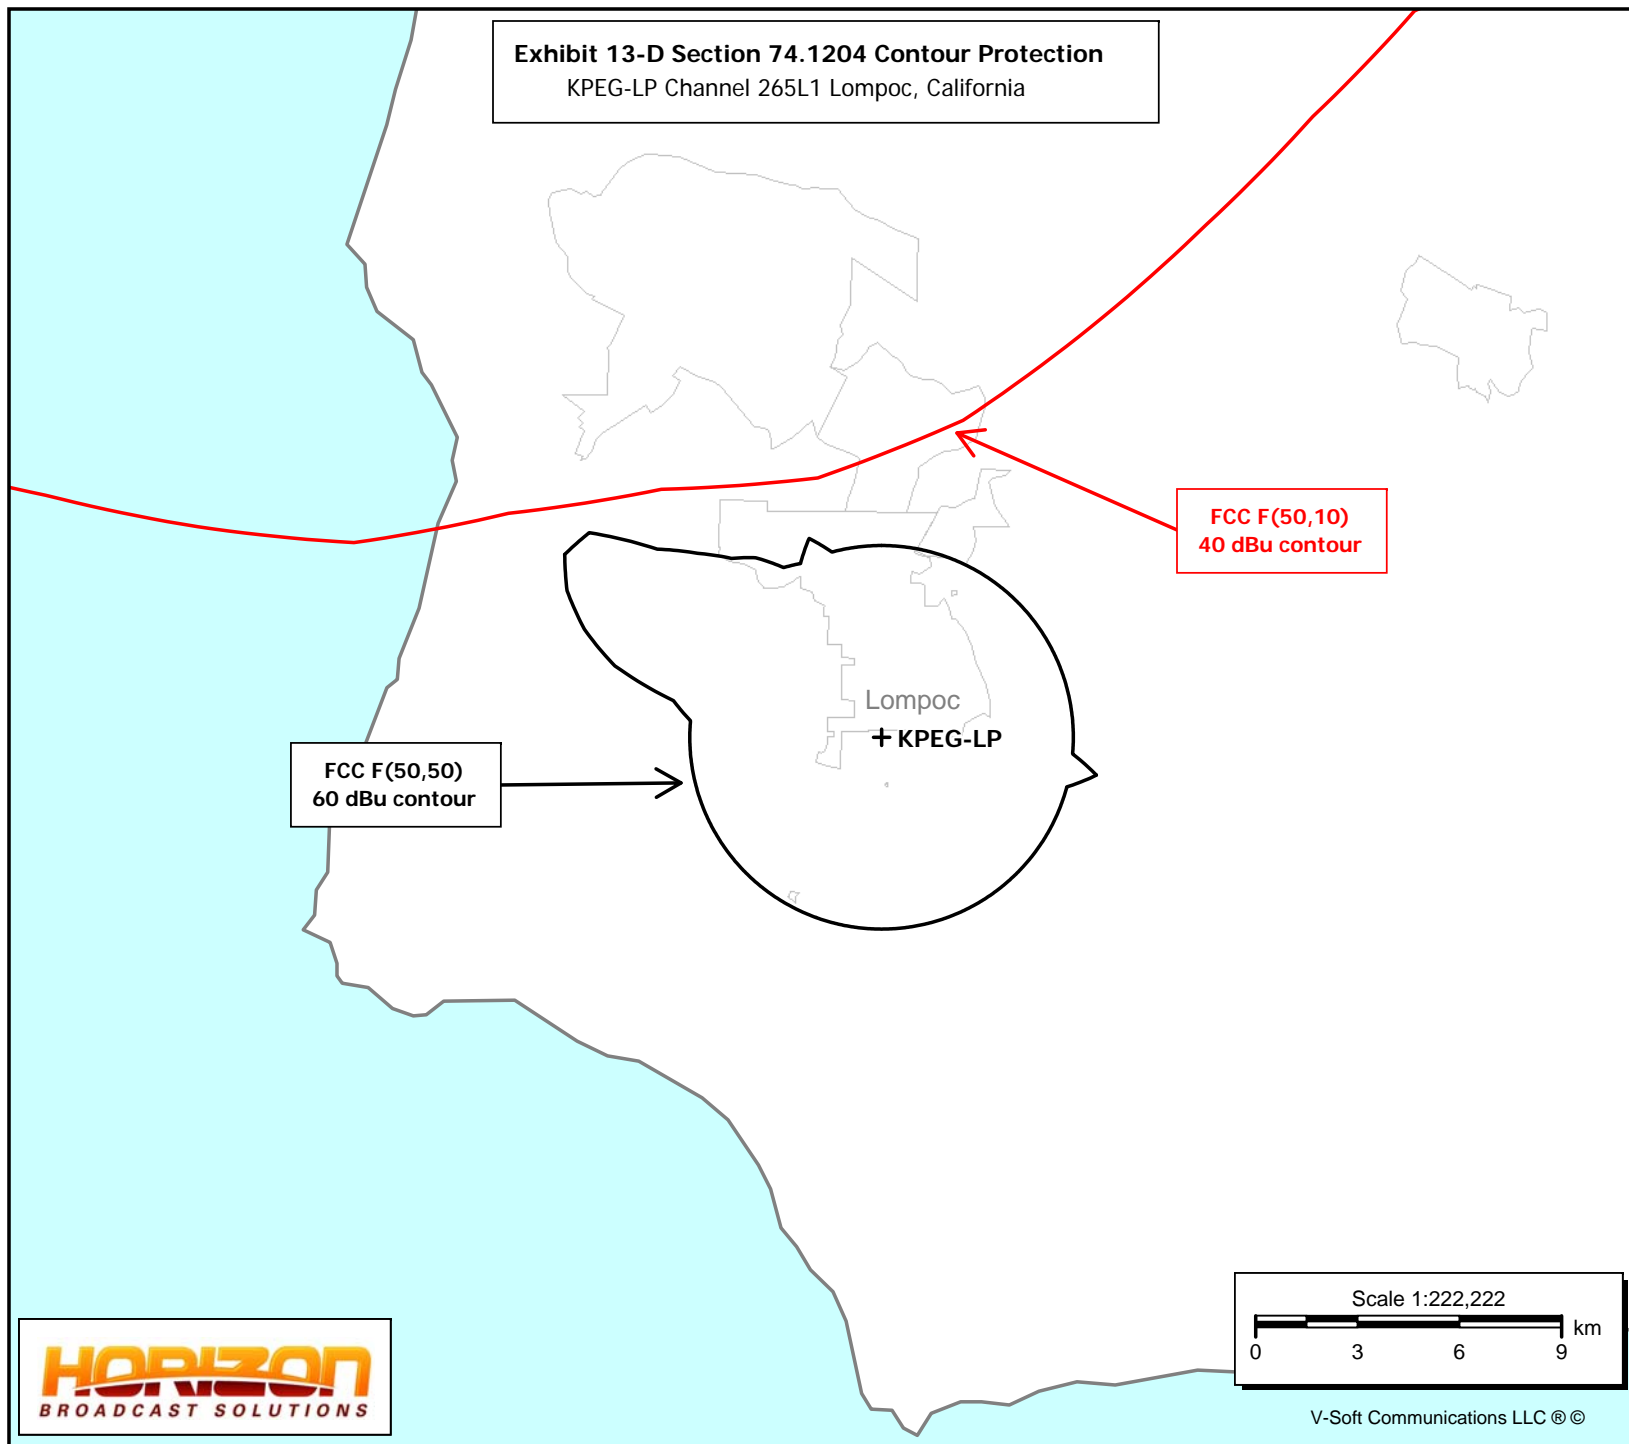 Exhibit 13-D Section 74.1204 Contour Protection
KPEG-LP Channel 265L1 Lompoc, California
FCC F(50,10)
40 dBu contour
Lompoc
KPEG-LP
FCC F(50,50)
60 dBu contour
Scale 1:222,222
km
0 3 6 9
HORIZON
BROADCAST SOLUTIONS
V-Soft Communications LLC ® ©